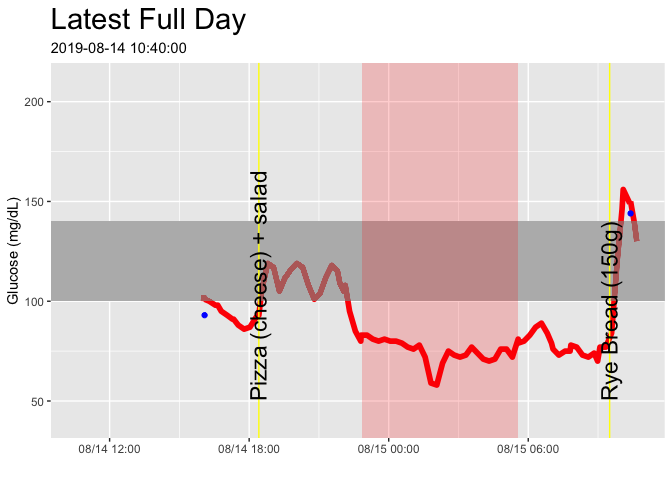 Latest Full Day
2019-08-14 10:40:00
Glucose (mg/dL)
200
150
100
50
Pizza (cheese) + salad
Rye Bread (150g)
08/14 12:00
08/14 18:00
08/15 00:00
08/15 06:00